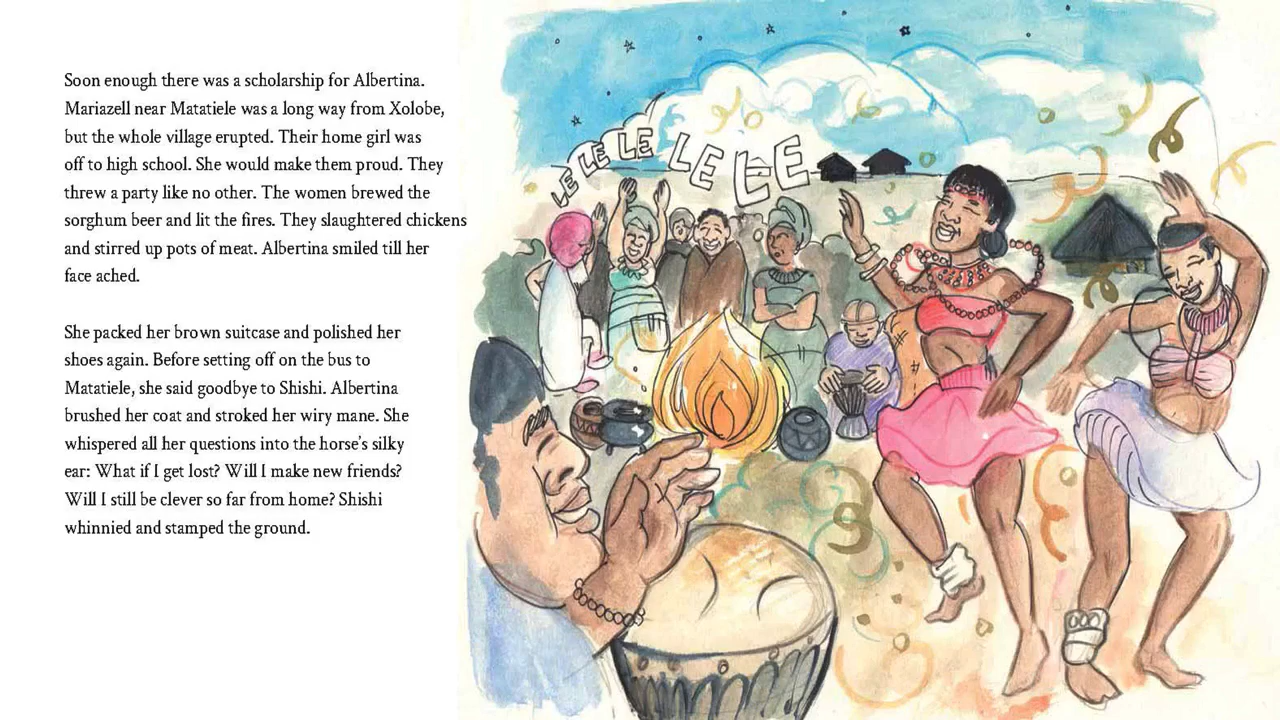 Soon enough there was a scholarship for Albertina.
Mariazell near Matatiele was a long way from Xolobe,
but the whole village erupted. Their home girl was
off to high school. She would make them proud. They
threw a party like no other. The women brewed the
sorghum beer and lit the fires. They slaughtered chickens
and stirred up pots of meat. Albertina smiled till her
face ached.
She packed her brown suitcase and polished her
shoes again. Before setting off on the bus to
Matatiele, she said goodbye to Shishi. Albertina
brushed her coat and stroked her wiry mane. She
whispered all her questions into the horse’s silky
ear: What if I get lost? Will I make new friends?
Will I still be clever so far from home? Shishi
whinnied and stamped the ground.
LE LE LE LE LE